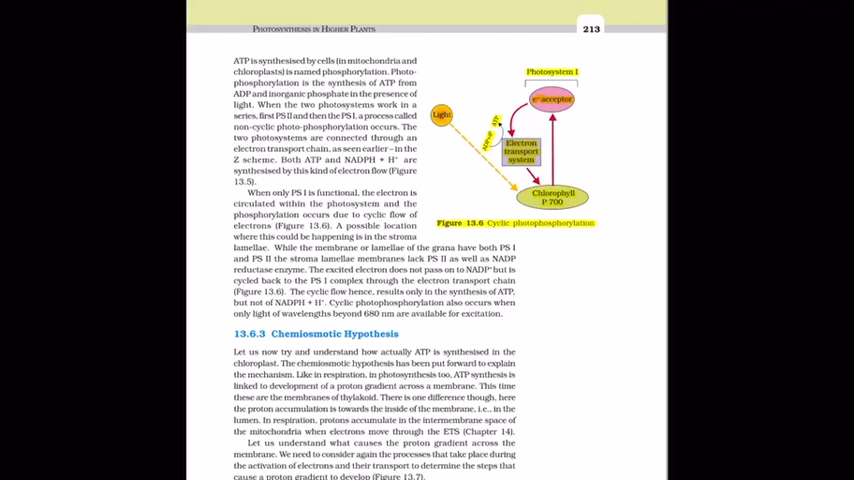 PHOTOSYNTHESIS IN HIGHER PLANTS
213
ATP is synthesised by cells (in mitochondria and
chloroplasts) is named phosphorylation. Photo-
phosphorylation is the synthesis of ATP from
ADP and inorganic phosphate in the presence of
light. When the two photosystems work in a
series, first PS II and then the PS I, a process called
non-cyclic photo-phosphorylation occurs. The
two photosystems are connected through an
electron transport chain, as seen earlier – in the
Z scheme. Both ATP and NADPH + H⁺ are
synthesised by this kind of electron flow (Figure
13.5).
When only PS I is functional, the electron is
circulated within the photosystem and the
phosphorylation occurs due to cyclic flow of
electrons (Figure 13.6). A possible location
where this could be happening is in the stroma
lamellae. While the membrane or lamellae of the grana have both PS I
and PS II the stroma lamellae membranes lack PS II as well as NADP
reductase enzyme. The excited electron does not pass on to NADP⁺ but is
cycled back to the PS I complex through the electron transport chain
(Figure 13.6). The cyclic flow hence, results only in the synthesis of ATP,
but not of NADPH + H⁺. Cyclic photophosphorylation also occurs when
only light of wavelengths beyond 680 nm are available for excitation.
Photosystem I
e⁻ acceptor
Light
ADP+iP
ATP
Electron
transport
system
Chlorophyll
P 700
Figure 13.6 Cyclic photophosphorylation
13.6.3 Chemiosmotic Hypothesis
Let us now try and understand how actually ATP is synthesised in the
chloroplast. The chemiosmotic hypothesis has been put forward to explain
the mechanism. Like in respiration, in photosynthesis too, ATP synthesis is
linked to development of a proton gradient across a membrane. This time
these are the membranes of thylakoid. There is one difference though, here
the proton accumulation is towards the inside of the membrane, i.e., in the
lumen. In respiration, protons accumulate in the intermembrane space of
the mitochondria when electrons move through the ETS (Chapter 14).
Let us understand what causes the proton gradient across the
membrane. We need to consider again the processes that take place during
the activation of electrons and their transport to determine the steps that
cause a proton gradient to develop (Figure 13.7).